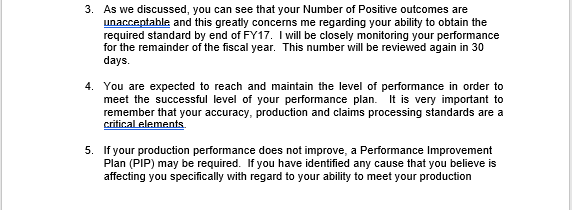 3. As we discussed, you can see that your Number of Positive outcomes are
unacceptable and this greatly concerns me regarding your ability to obtain the
required standard by end of FY17. I will be closely monitoring your performance
for the remainder of the fiscal year. This number will be reviewed again in 30
days.
4. You are expected to reach and maintain the level of performance in order to
meet the successful level of your performance plan. It is very important to
remember that your accuracy, production and claims processing standards are a
critical elements.
5. If your production performance does not improve, a Performance Improvement
Plan (PIP) may be required. If you have identified any cause that you believe is
affecting you specifically with regard to your ability to meet your production